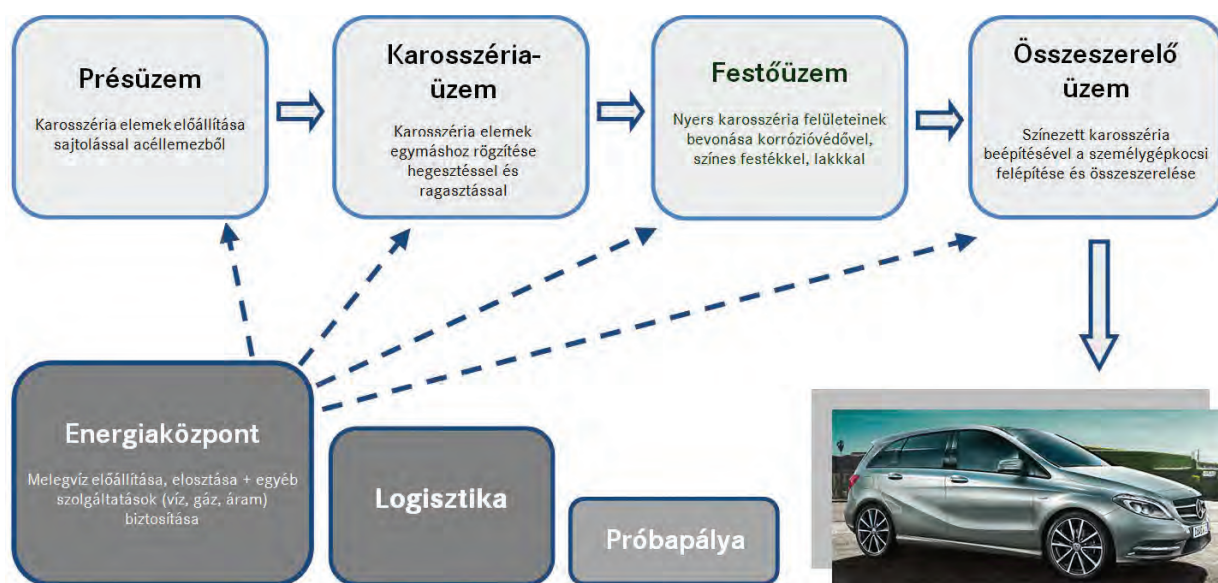 Présüzem
Karosszéria elemek előállítása
sajtolással acéllemezből
Karosszéria-
üzem
Karosszéria elemek
egymáshoz rögzítése
hegesztéssel és
ragasztással
Festőüzem
Nyers karosszéria felületeinek
bevonása korrózióvédővel,
színes festékkel, lakkkal
Összeszerelő
üzem
Színezett karosszéria
beépítésével a személygépkocsi
felépítése és összeszerelése
Energiaközpont
Melegvíz előállítása, elosztása + egyéb
szolgáltatások (víz, gáz, áram)
biztosítása
Logisztika
Próbapálya